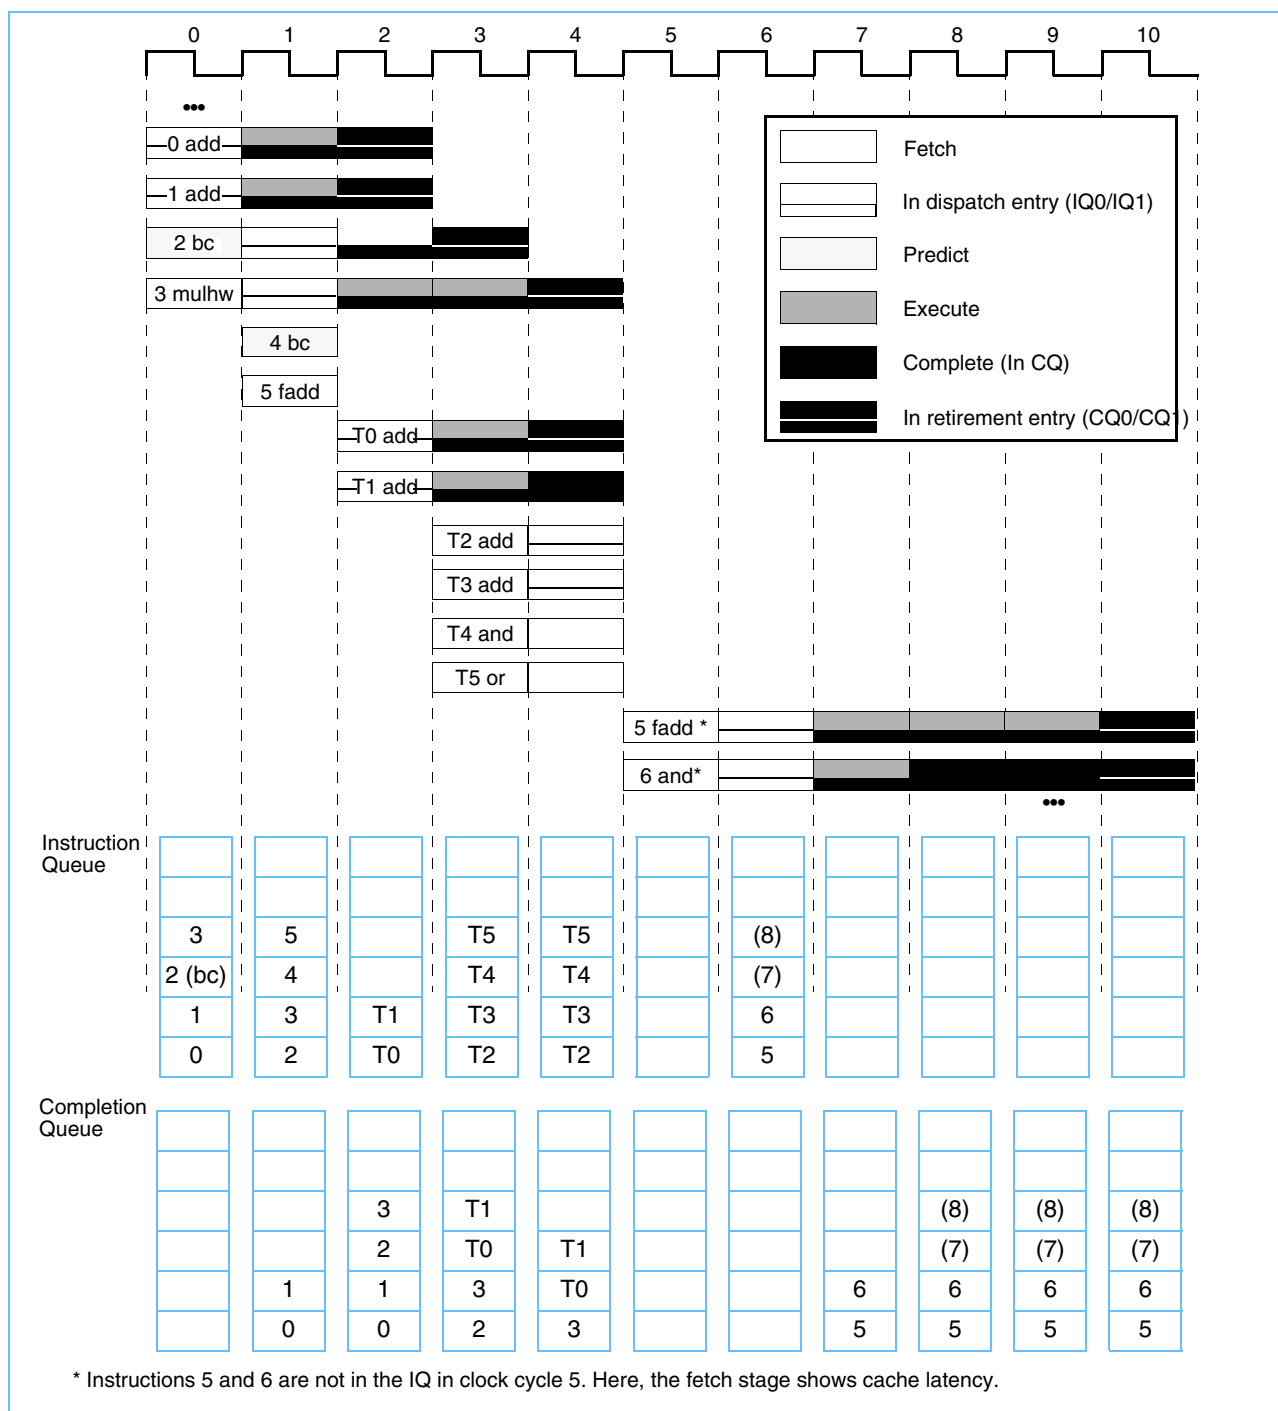 0 1 2 3 4 5 6 7 8 9 10
•••
0 add
Fetch
1 add
In dispatch entry (IQ0/IQ1)
2 bc
Predict
3 mulhw
Execute
4 bc
Complete (In CQ)
5 fadd
In retirement entry (CQ0/CQ1)
T0 add
T1 add
T2 add
T3 add
T4 and
T5 or
5 fadd *
6 and*
•••
Instruction
Queue
3 5 T5 T5 (8)
2 (bc) 4 T4 T4 (7)
1 3 T1 T3 T3 6
0 2 T0 T2 T2 5
Completion
Queue
3 T1 (8) (8) (8)
2 T0 T1 (7) (7) (7)
1 1 3 T0 6 6 6 6
0 0 2 3 5 5 5 5
* Instructions 5 and 6 are not in the IQ in clock cycle 5. Here, the fetch stage shows cache latency.